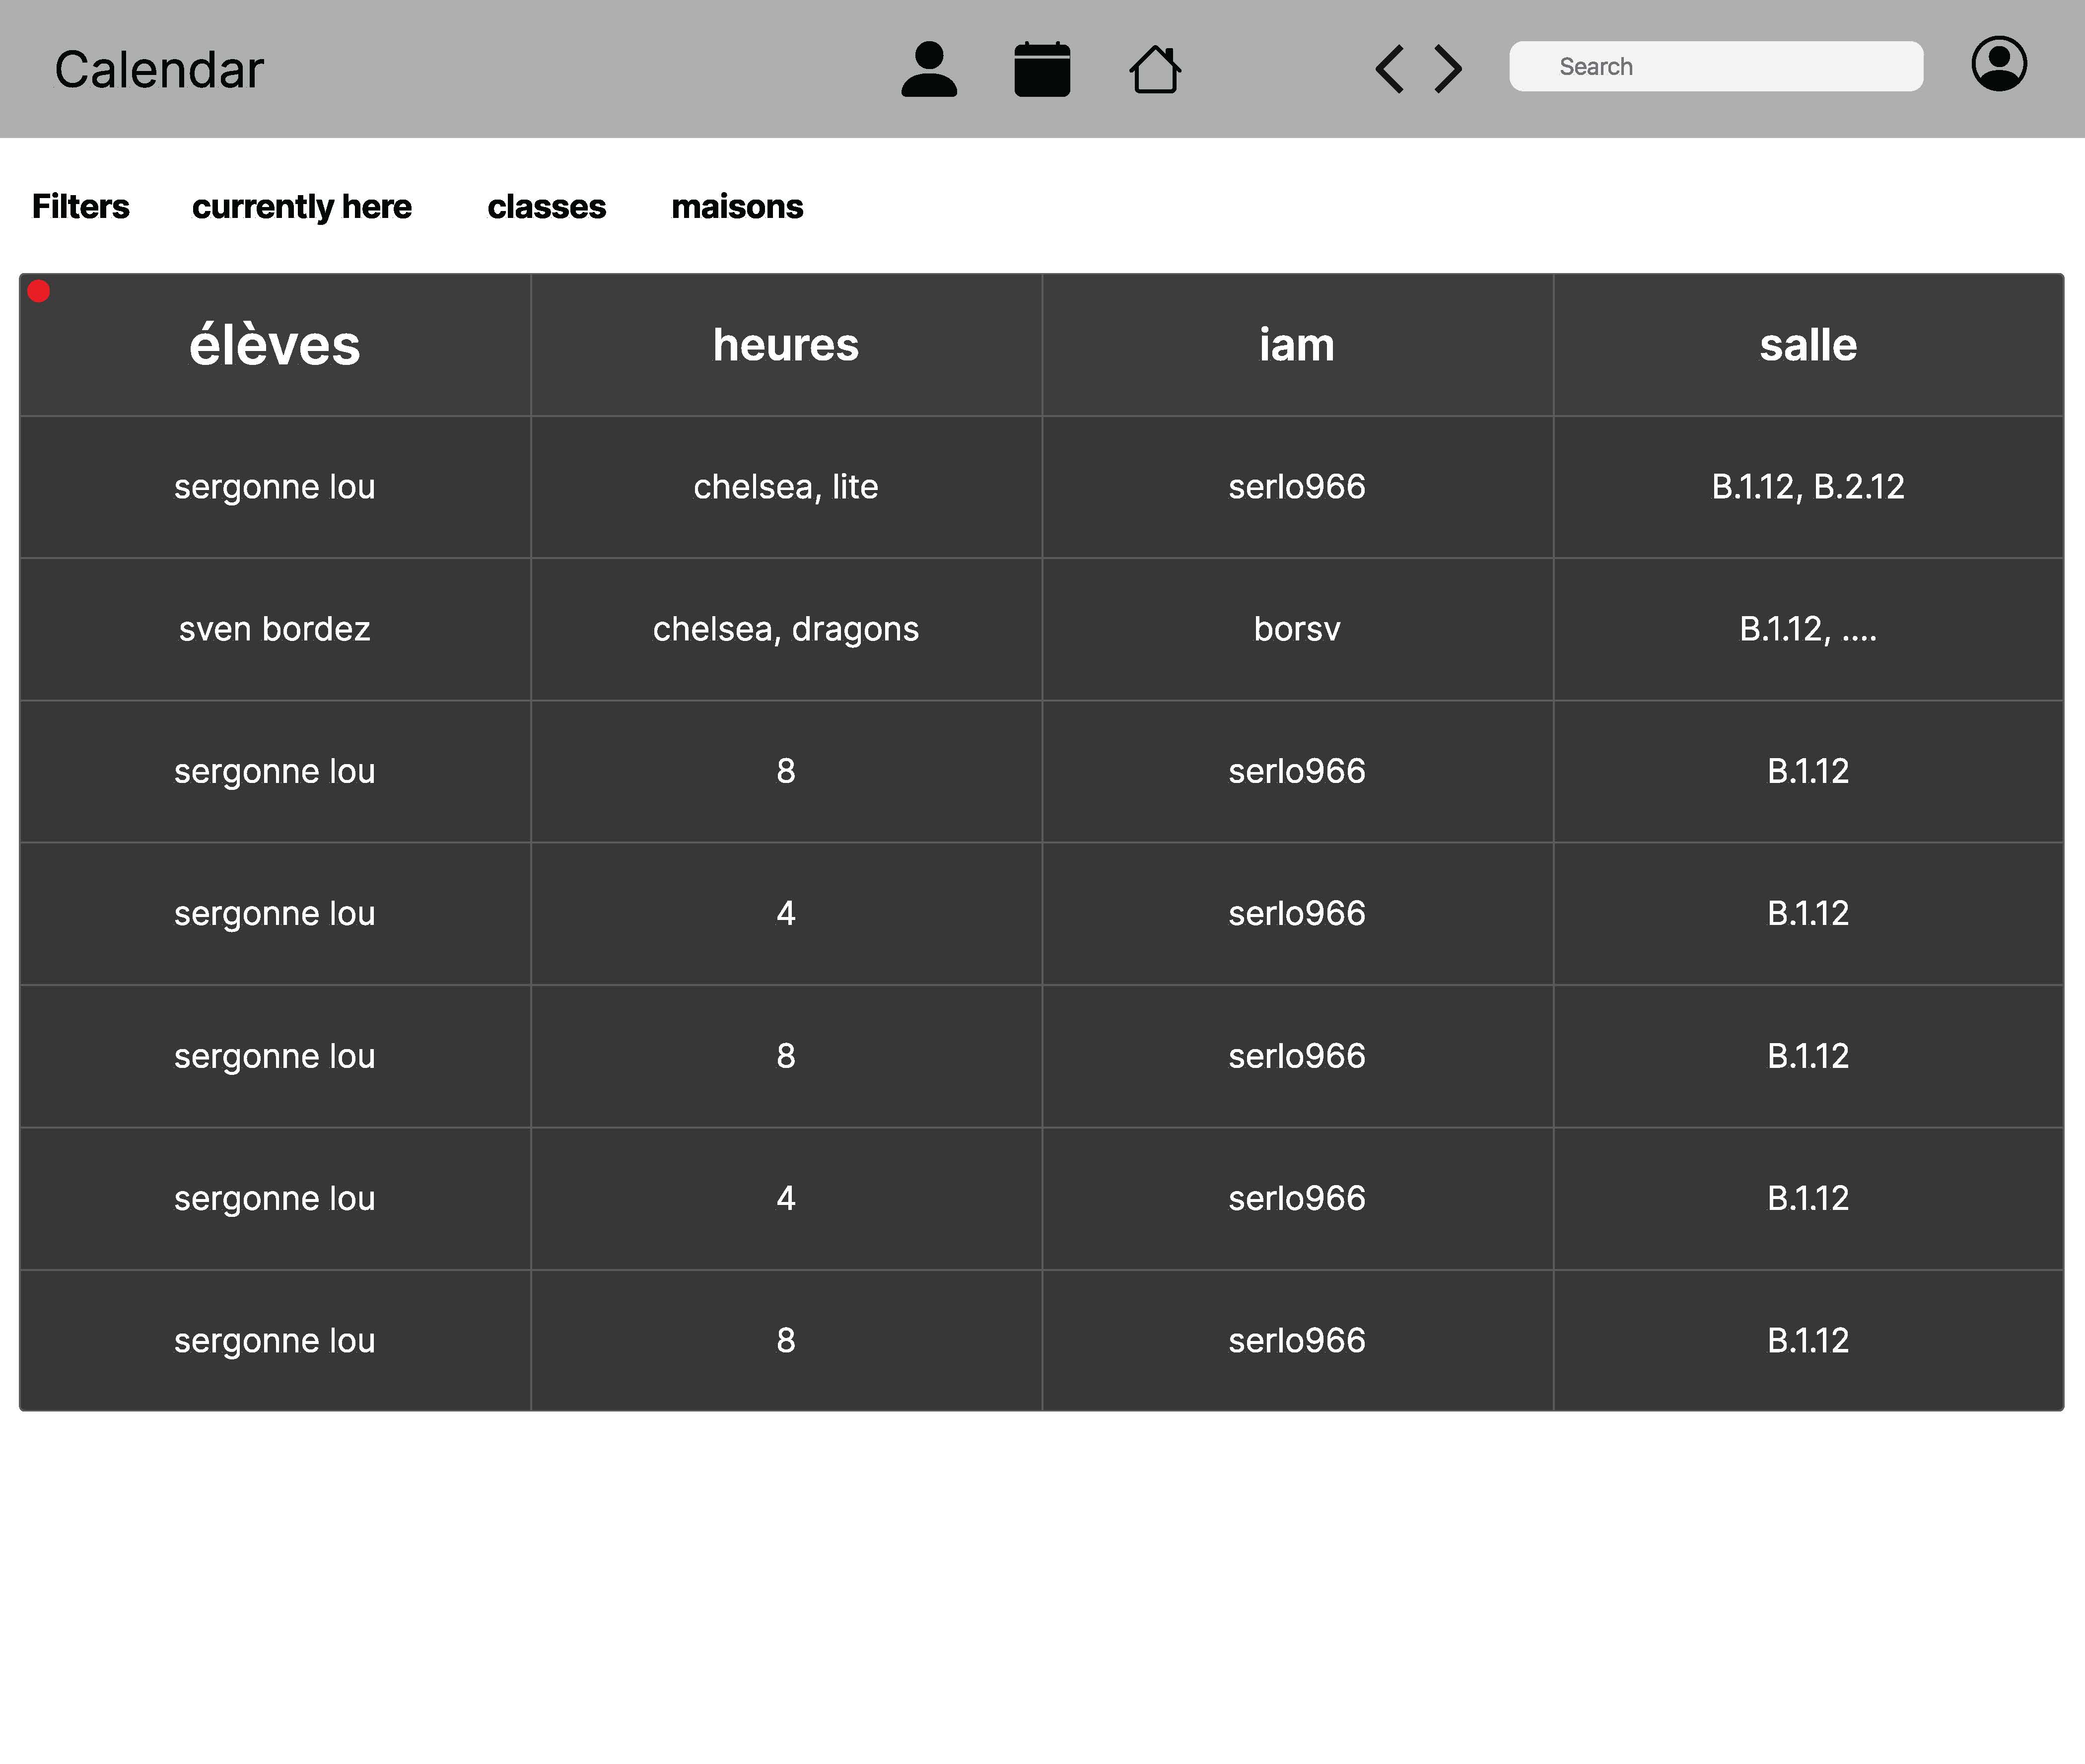 Calendar
Search
Filters currently here classes maisons
élèves heures iam salle
sergonne lou chelsea, lite serlo966 B.1.12, B.2.12
sven bordez chelsea, dragons borsv B.1.12, ....
sergonne lou 8 serlo966 B.1.12
sergonne lou 4 serlo966 B.1.12
sergonne lou 8 serlo966 B.1.12
sergonne lou 4 serlo966 B.1.12
sergonne lou 8 serlo966 B.1.12